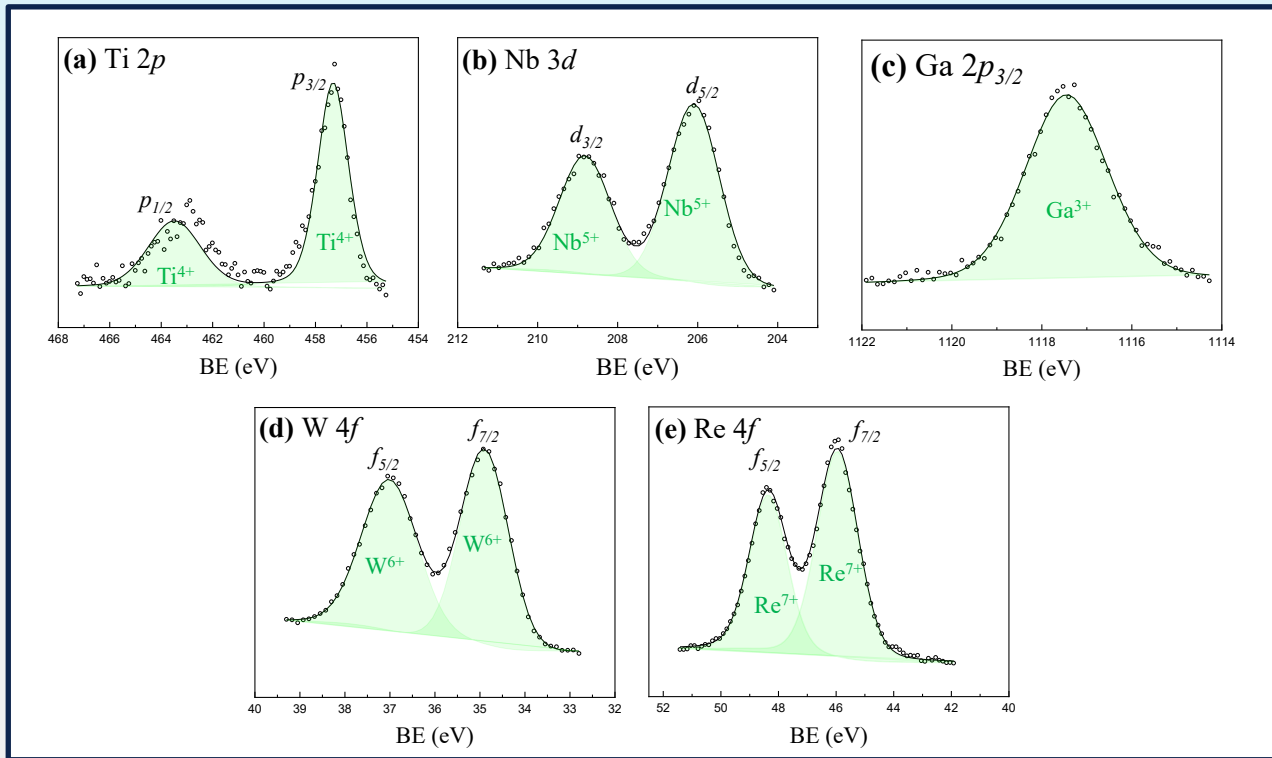 (a) Ti 2p
p1/2
p3/2
Ti4+
Ti4+
468 466 464 462 460 458 456 454
BE (eV)
(b) Nb 3d
d3/2
d5/2
Nb5+
Nb5+
212 210 208 206 204
BE (eV)
(c) Ga 2p3/2
Ga3+
1122 1120 1118 1116 1114
BE (eV)
(d) W 4f
f5/2
f7/2
W6+
W6+
40 39 38 37 36 35 34 33 32
BE (eV)
(e) Re 4f
f5/2
f7/2
Re7+
Re7+
52 50 48 46 44 42 40
BE (eV)